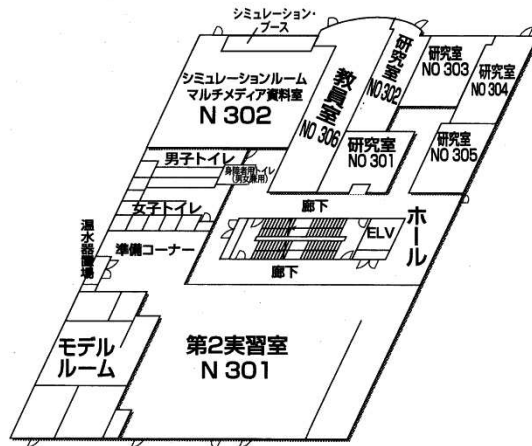 シミュレーション・
ブース
シミュレーションルーム
マルチメディア資料室
N 302
教員室
NO 306
研究室
NO 302
研究室
NO 303
研究室
NO 304
研究室
NO 301
研究室
NO 305
男子トイレ
身障者用トイレ
(男女兼用)
女子トイレ
廊下
ELV
ホール
温水器置場
準備コーナー
廊下
モデル
ルーム
第2実習室
N 301